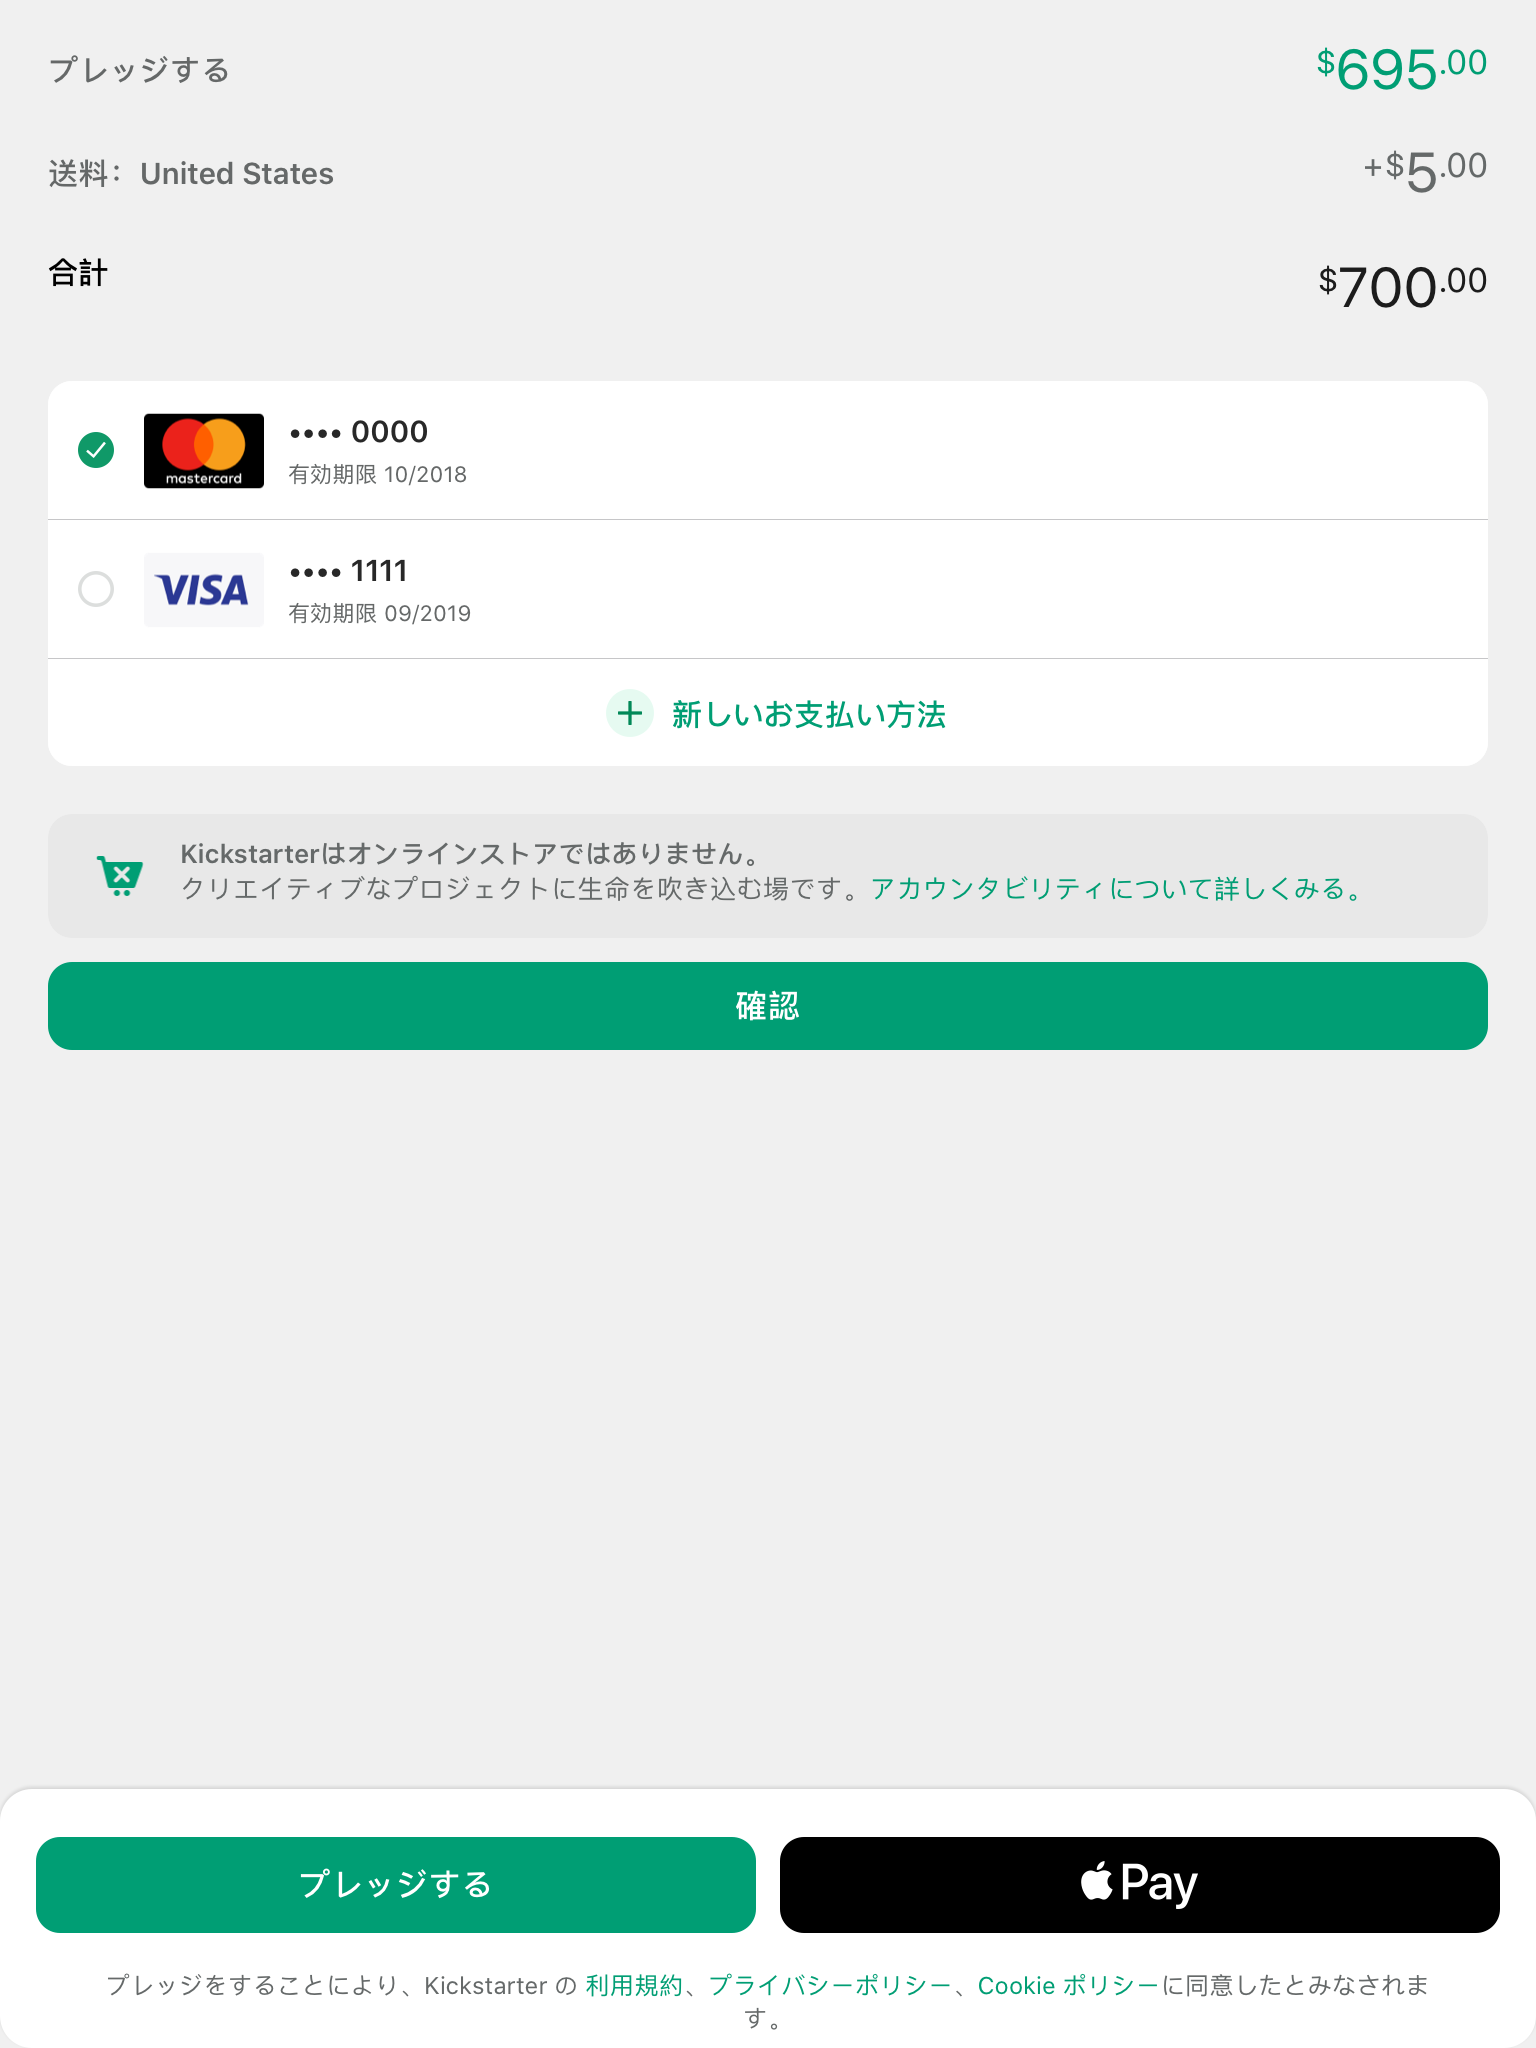 プレッジする
$695.00
送料： United States
+$5.00
合計
$700.00
mastercard
•••• 0000
有効期限 10/2018
VISA
•••• 1111
有効期限 09/2019
新しいお支払い方法
Kickstarterはオンラインストアではありません。
クリエイティブなプロジェクトに生命を吹き込む場です。アカウンタビリティについて詳しくみる。
確認
プレッジする
Pay
プレッジをすることにより、Kickstarter の 利用規約、プライバシーポリシー、Cookie ポリシーに同意したとみなされま
す。